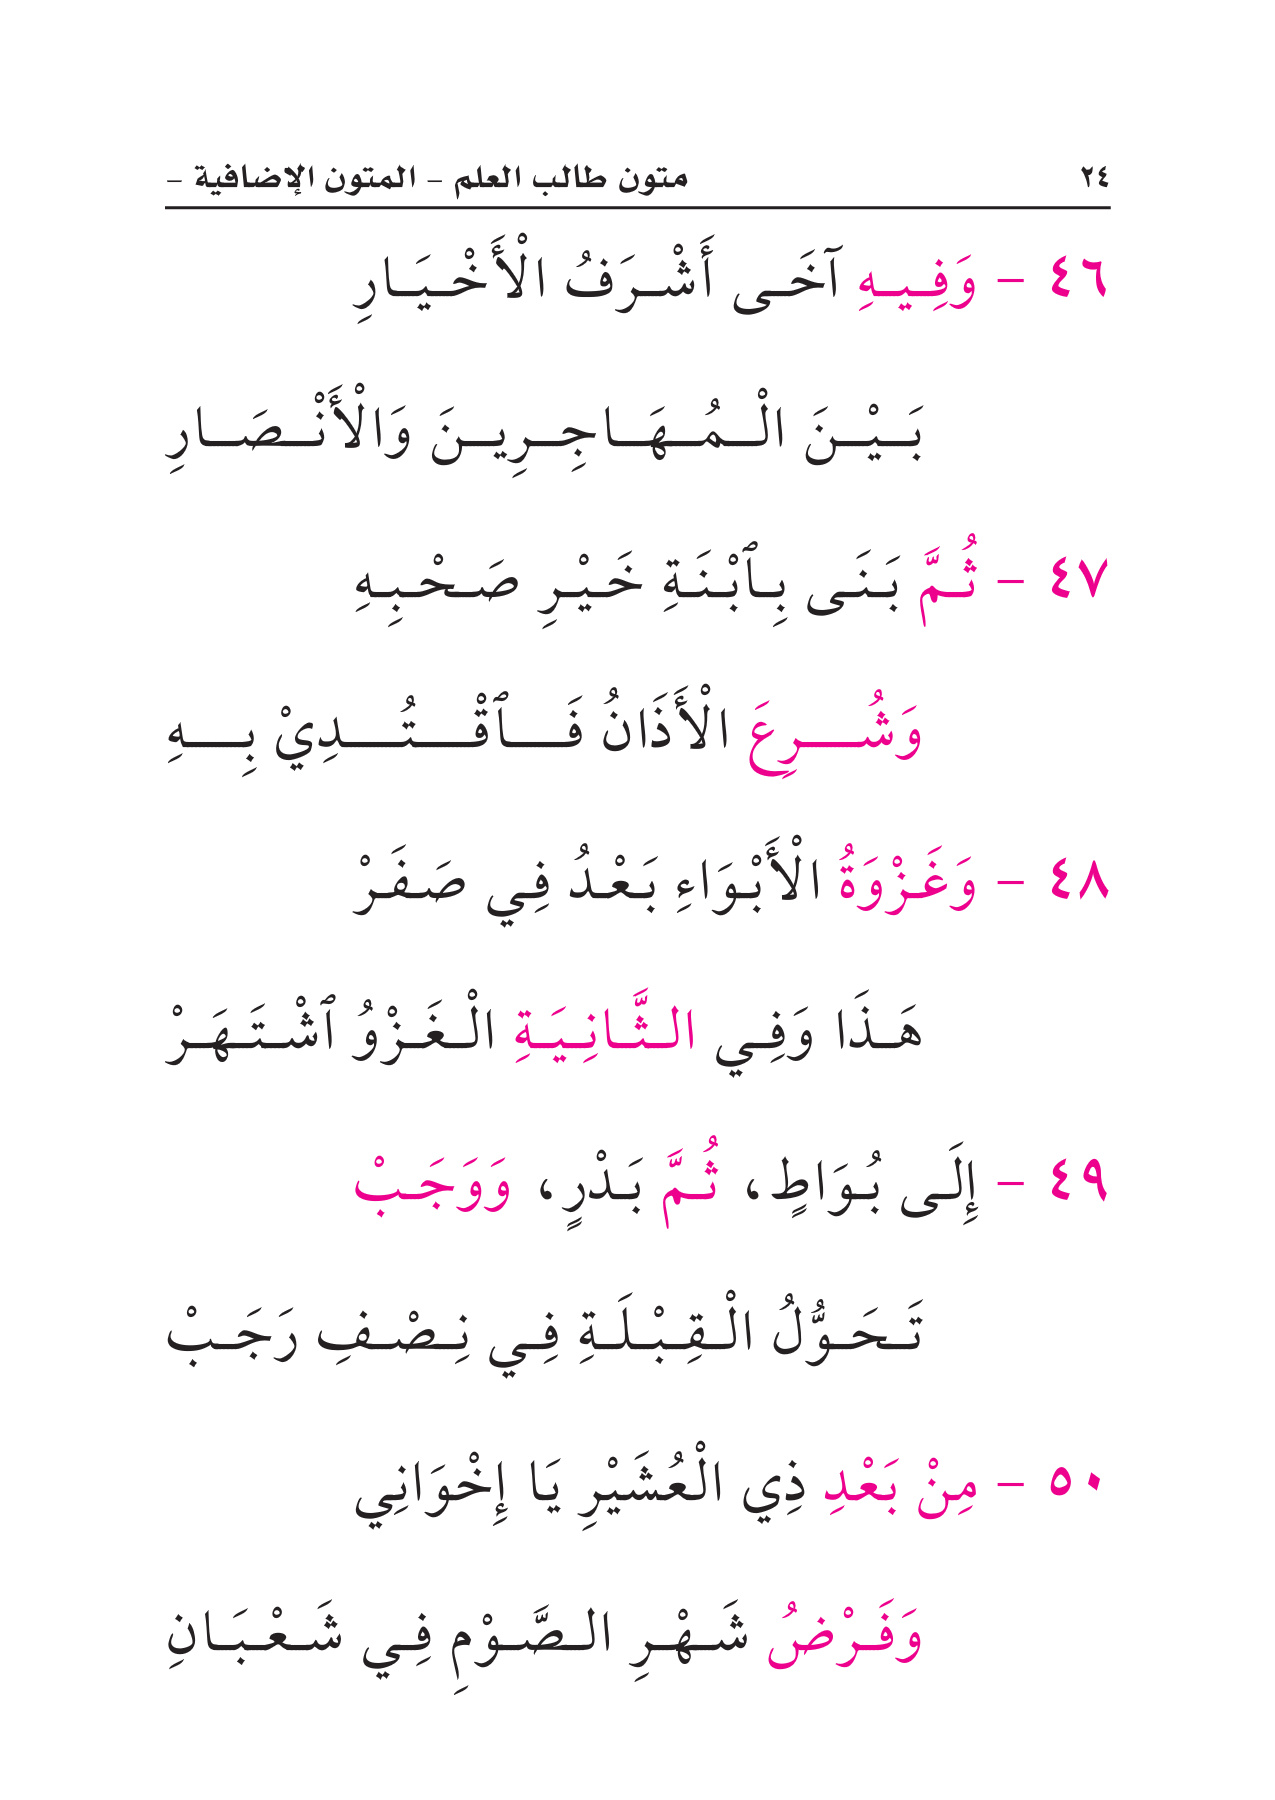 ٢٤ متون طالب العلم – المتون الإضافية –
٤٦ – وَفِيهِ آخَى أَشْرَفُ الْأَخْيَارِ
بَيْنَ الْمُهَاجِرِينَ وَالْأَنْصَارِ
٤٧ – ثُمَّ بَنَى بِٱبْنَةِ خَيْرِ صَحْبِهِ
وَشُرِعَ الْأَذَانُ فَٱقْتُدِيْ بِهِ
٤٨ – وَغَزْوَةُ الْأَبْوَاءِ بَعْدُ فِي صَفَرْ
هَذَا وَفِي الثَّانِيَةِ الْغَزْوُ ٱشْتَهَرْ
٤٩ – إِلَى بُوَاطٍ، ثُمَّ بَدْرٍ، وَوَجَبْ
تَحَوُّلُ الْقِبْلَةِ فِي نِصْفِ رَجَبْ
٥٠ – مِنْ بَعْدِ ذِي الْعُشَيْرِ يَا إِخْوَانِي
وَفَرْضُ شَهْرِ الصَّوْمِ فِي شَعْبَانِ